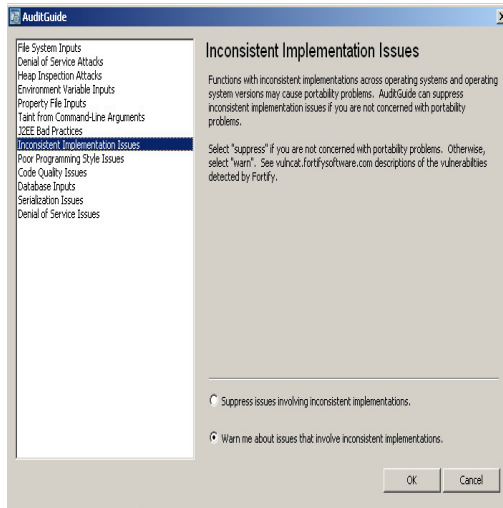 AuditGuide
File System Inputs
Denial of Service Attacks
Heap Inspection Attacks
Environment Variable Inputs
Property File Inputs
Taint from Command-Line Arguments
J2EE Bad Practices
Inconsistent Implementation Issues
Poor Programming Style Issues
Code Quality Issues
Database Inputs
Serialization Issues
Denial of Service Issues
Inconsistent Implementation Issues
Functions with inconsistent implementations across operating systems and operating
system versions may cause portability problems. AuditGuide can suppress
inconsistent implementation issues if you are not concerned with portability
problems.
Select "suppress" if you are not concerned with portability problems. Otherwise,
select "warn". See vulncat.fortifysoftware.com descriptions of the vulnerabiltiies
detected by Fortify.
Suppress issues involving inconsistent implementations.
Warn me about issues that involve inconsistent implementations.
OK
Cancel